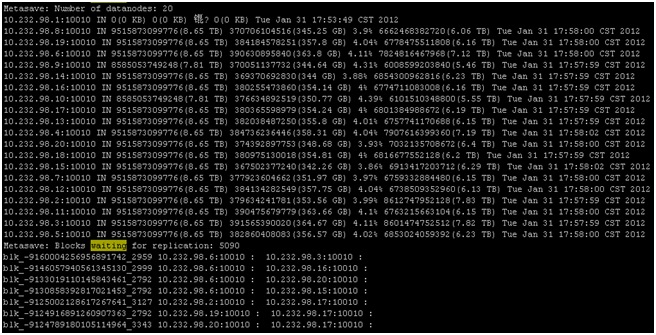 Metasave: Number of datanodes: 20
10.232.98.1:10010 IN 0(0 KB) 0(0 KB) 锟? 0(0 KB) Tue Jan 31 17:53:49 CST 2012
10.232.98.8:10010 IN 9515873099776(8.65 TB) 370706104516(345.25 GB) 3.9% 6662468382720(6.06 TB) Tue Jan 31 17:58:00 CST 2012
10.232.98.19:10010 IN 9515873099776(8.65 TB) 384184578251(357.8 GB) 4.04% 6778475511808(6.16 TB) Tue Jan 31 17:58:00 CST 2012
10.232.98.6:10010 IN 9515873099776(8.65 TB) 390630895840(363.8 GB) 4.11% 7824816467968(7.12 TB) Tue Jan 31 17:58:00 CST 2012
10.232.98.9:10010 IN 8585053749248(7.81 TB) 370051137732(344.64 GB) 4.31% 6008599203840(5.46 TB) Tue Jan 31 17:57:59 CST 2012
10.232.98.14:10010 IN 9515873099776(8.65 TB) 369370692830(344 GB) 3.88% 6854300962816(6.23 TB) Tue Jan 31 17:57:59 CST 2012
10.232.98.16:10010 IN 9515873099776(8.65 TB) 380255473860(354.14 GB) 4% 6774711083008(6.16 TB) Tue Jan 31 17:57:59 CST 2012
10.232.98.10:10010 IN 8585053749248(7.81 TB) 376634892519(350.77 GB) 4.39% 6101510348800(5.55 TB) Tue Jan 31 17:57:59 CST 2012
10.232.98.17:10010 IN 9515873099776(8.65 TB) 380365598979(354.24 GB) 4% 6801384988672(6.19 TB) Tue Jan 31 17:57:59 CST 2012
10.232.98.13:10010 IN 9515873099776(8.65 TB) 382038487250(355.8 GB) 4.01% 6757741170688(6.15 TB) Tue Jan 31 17:57:59 CST 2012
10.232.98.4:10010 IN 9515873099776(8.65 TB) 384736236446(358.31 GB) 4.04% 7907616399360(7.19 TB) Tue Jan 31 17:58:02 CST 2012
10.232.98.20:10010 IN 9515873099776(8.65 TB) 374392897753(348.68 GB) 3.93% 7032135708672(6.4 TB) Tue Jan 31 17:58:00 CST 2012
10.232.98.18:10010 IN 9515873099776(8.65 TB) 380975130018(354.81 GB) 4% 6816677552128(6.2 TB) Tue Jan 31 17:58:00 CST 2012
10.232.98.15:10010 IN 9515873099776(8.65 TB) 367502377240(342.26 GB) 3.86% 6913417203712(6.29 TB) Tue Jan 31 17:58:02 CST 2012
10.232.98.7:10010 IN 9515873099776(8.65 TB) 377923604662(351.97 GB) 3.97% 6759332884480(6.15 TB) Tue Jan 31 17:58:00 CST 2012
10.232.98.12:10010 IN 9515873099776(8.65 TB) 384134282549(357.75 GB) 4.04% 6738509352960(6.13 TB) Tue Jan 31 17:58:00 CST 2012
10.232.98.2:10010 IN 9515873099776(8.65 TB) 379634241781(353.56 GB) 3.99% 8612747952128(7.83 TB) Tue Jan 31 17:57:59 CST 2012
10.232.98.11:10010 IN 9515873099776(8.65 TB) 390475679779(363.66 GB) 4.1% 6763215663104(6.15 TB) Tue Jan 31 17:58:00 CST 2012
10.232.98.3:10010 IN 9515873099776(8.65 TB) 391565390020(364.67 GB) 4.11% 8601474752512(7.82 TB) Tue Jan 31 17:57:59 CST 2012
10.232.98.5:10010 IN 9515873099776(8.65 TB) 382860408083(356.57 GB) 4.02% 6853024059392(6.23 TB) Tue Jan 31 17:58:00 CST 2012
Metasave: Blocks waiting for replication: 5090
blk_-9160004256956891742_2959 10.232.98.6:10010 : 10.232.98.3:10010 :
blk_-9146057940561345130_2999 10.232.98.6:10010 : 10.232.98.16:10010 :
blk_-9133019110145843461_2792 10.232.98.6:10010 : 10.232.98.16:10010 :
blk_-9130858392817021453_2792 10.232.98.6:10010 : 10.232.98.15:10010 :
blk_-9125002128617267641_3127 10.232.98.2:10010 : 10.232.98.17:10010 :
blk_-9124916891260907363_2792 10.232.98.19:10010 : 10.232.98.17:10010 :
blk_-9124789180105114964_3343 10.232.98.20:10010 : 10.232.98.17:10010 :